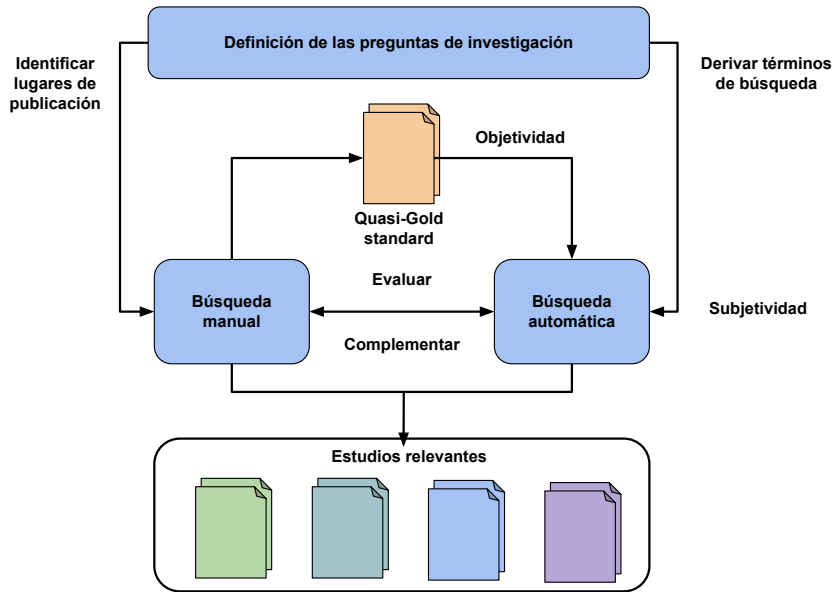 Definición de las preguntas de investigación
Identificar
lugares de
publicación
Derivar términos
de búsqueda
Objetividad
Quasi-Gold
standard
Evaluar
Búsqueda
manual
Búsqueda
automática
Subjetividad
Complementar
Estudios relevantes